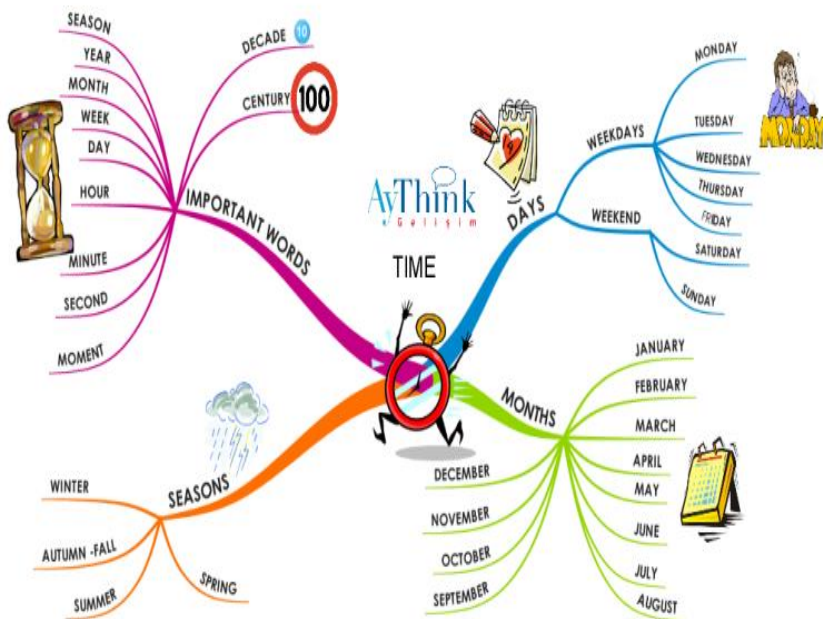 SEASON
YEAR
MONTH
WEEK
DAY
HOUR
MINUTE
SECOND
MOMENT
DECADE 10
CENTURY 100
IMPORTANT WORDS
AyThink
Gelişim
TIME
DAYS
WEEKDAYS
MONDAY
TUESDAY
WEDNESDAY
THURSDAY
FRIDAY
WEEKEND
SATURDAY
SUNDAY
MONDAY
MONTHS
JANUARY
FEBRUARY
MARCH
APRIL
MAY
JUNE
JULY
AUGUST
SEPTEMBER
OCTOBER
NOVEMBER
DECEMBER
SEASONS
WINTER
AUTUMN -FALL
SUMMER
SPRING